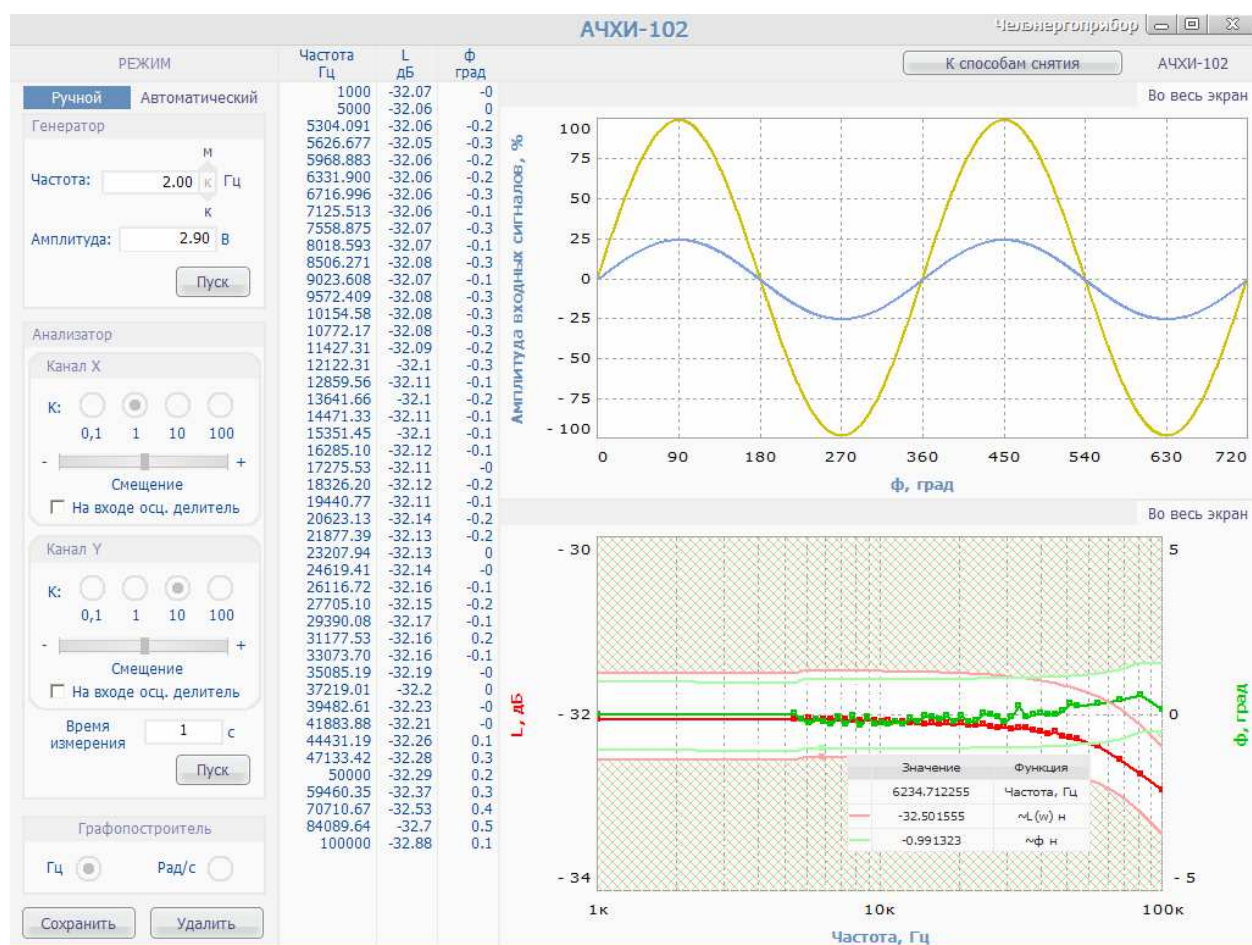 АЧХИ-102
Челэнергоприбор
РЕЖИМ
Частота L ф
Гц дБ град
К способам снятия
АЧХИ-102
Ручной Автоматический
Генератор
м
Частота: 2.00 к Гц
к
Амплитуда: 2.90 В
Пуск
Анализатор
Канал X
К:
0,1 1 10 100
- +
Смещение
На входе осц. делитель
Канал Y
К:
0,1 1 10 100
- +
Смещение
На входе осц. делитель
Время
измерения 1 с
Пуск
Графопостроитель
Гц Рад/с
Сохранить Удалить
1000 -32.07 -0
5000 -32.06 0
5304.091 -32.06 -0.2
5626.677 -32.05 -0.3
5968.883 -32.06 -0.2
6331.900 -32.06 -0.2
6716.996 -32.06 -0.3
7125.513 -32.06 -0.1
7558.875 -32.07 -0.3
8018.593 -32.07 -0.1
8506.271 -32.08 -0.3
9023.608 -32.07 -0.1
9572.409 -32.08 -0.3
10154.58 -32.08 -0.3
10772.17 -32.08 -0.3
11427.31 -32.09 -0.2
12122.31 -32.1 -0.3
12859.56 -32.11 -0.1
13641.66 -32.1 -0.2
14471.33 -32.11 -0.1
15351.45 -32.1 -0.1
16285.10 -32.12 -0.1
17275.53 -32.11 -0
18326.20 -32.12 -0.2
19440.77 -32.11 -0.1
20623.13 -32.14 -0.2
21877.39 -32.13 -0.2
23207.94 -32.13 0
24619.41 -32.14 -0
26116.72 -32.16 -0.1
27705.10 -32.15 -0.2
29390.08 -32.17 -0.1
31177.53 -32.16 0.2
33073.70 -32.16 -0.1
35085.19 -32.19 -0
37219.01 -32.2 0
39482.61 -32.23 -0
41883.88 -32.21 -0
44431.19 -32.26 0.1
47133.42 -32.28 0.3
50000 -32.29 0.2
59460.35 -32.37 0.3
70710.67 -32.53 0.4
84089.64 -32.7 0.5
100000 -32.88 0.1
Во весь экран
Амплитуда входных сигналов, %
100
75
50
25
0
- 25
- 50
- 75
- 100
0 90 180 270 360 450 540 630 720
ф, град
Во весь экран
L, дБ
- 30
- 32
- 34
5
0
- 5
ф, град
Значение Функция
6234.712255 Частота, Гц
-32.501555 ~L(w) н
-0.991323 ~ф н
1к 10к 100к
Частота, Гц